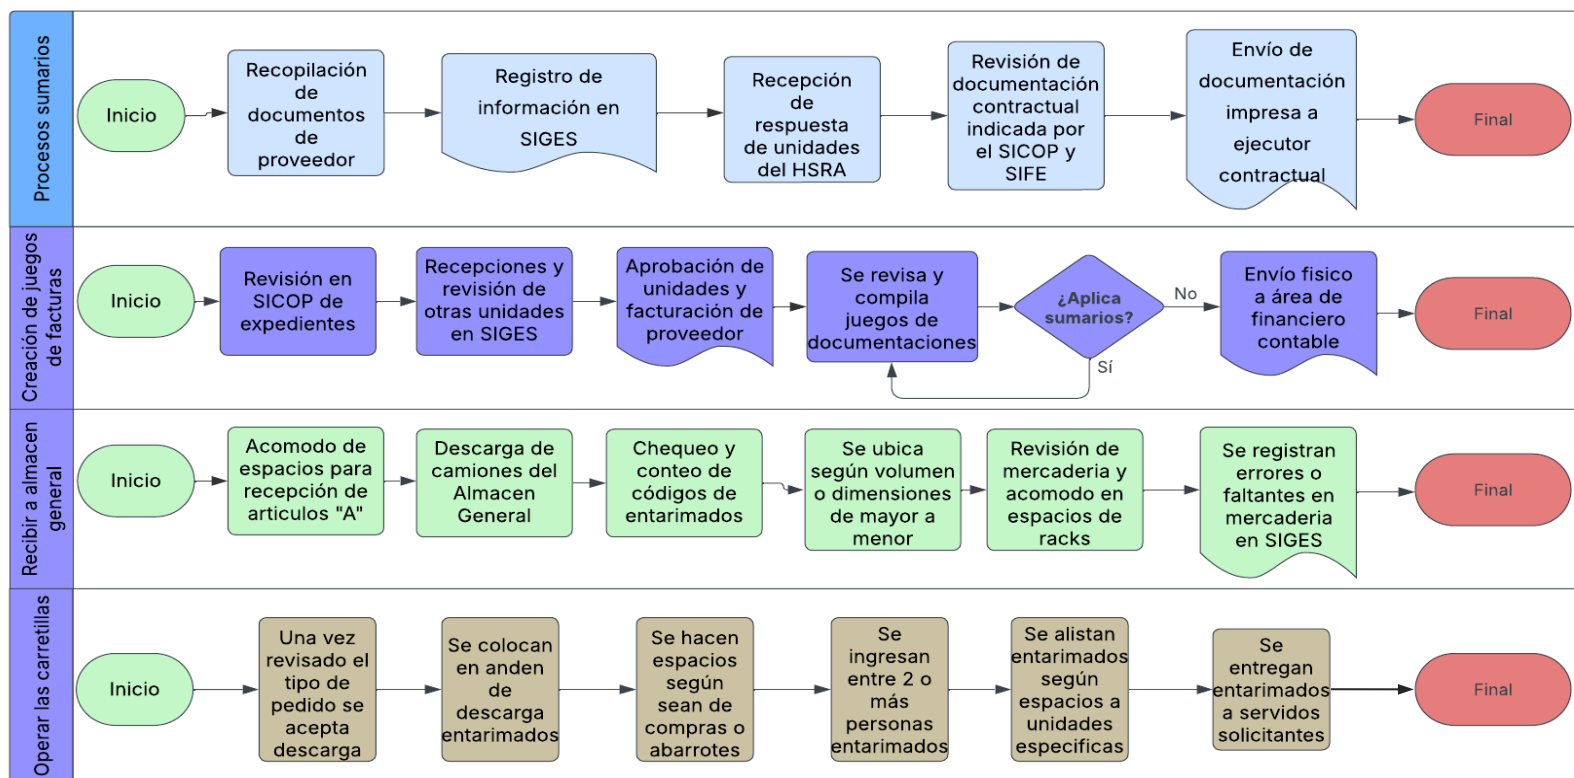 Procesos sumarios
Inicio
Recopilación
de
documentos
de
proveedor
Registro de
información en
SIGES
Recepción
de
respuesta
de unidades
del HSRA
Revisión de
documentación
contractual
indicada por
el SICOP y
SIFE
Envío de
documentación
impresa a
ejecutor
contractual
Final
Creación de juegos
de facturas
Inicio
Revisión en
SICOP de
expedientes
Recepciones y
revisión de
otras unidades
en SIGES
Aprobación de
unidades y
facturación de
proveedor
Se revisa y
compila
juegos de
documentaciones
¿Aplica
sumarios?
No
Sí
Envío fisico
a área de
financiero
contable
Final
Recibir a almacen
general
Inicio
Acomodo de
espacios para
recepción de
articulos "A"
Descarga de
camiones del
Almacen
General
Chequeo y
conteo de
códigos de
entarimados
Se ubica
según volumen
o dimensiones
de mayor a
menor
Revisión de
mercaderia y
acomodo en
espacios de
racks
Se registran
errores o
faltantes en
mercaderia
en SIGES
Final
Operar las carretillas
Inicio
Una vez
revisado el
tipo de
pedido se
acepta
descarga
Se colocan
en anden
de
descarga
entarimados
Se hacen
espacios
según
sean de
compras o
abarrotes
Se
ingresan
entre 2 o
más
personas
entarimados
Se alistan
entarimados
según
espacios a
unidades
especificas
Se
entregan
entarimados
a servidos
solicitantes
Final